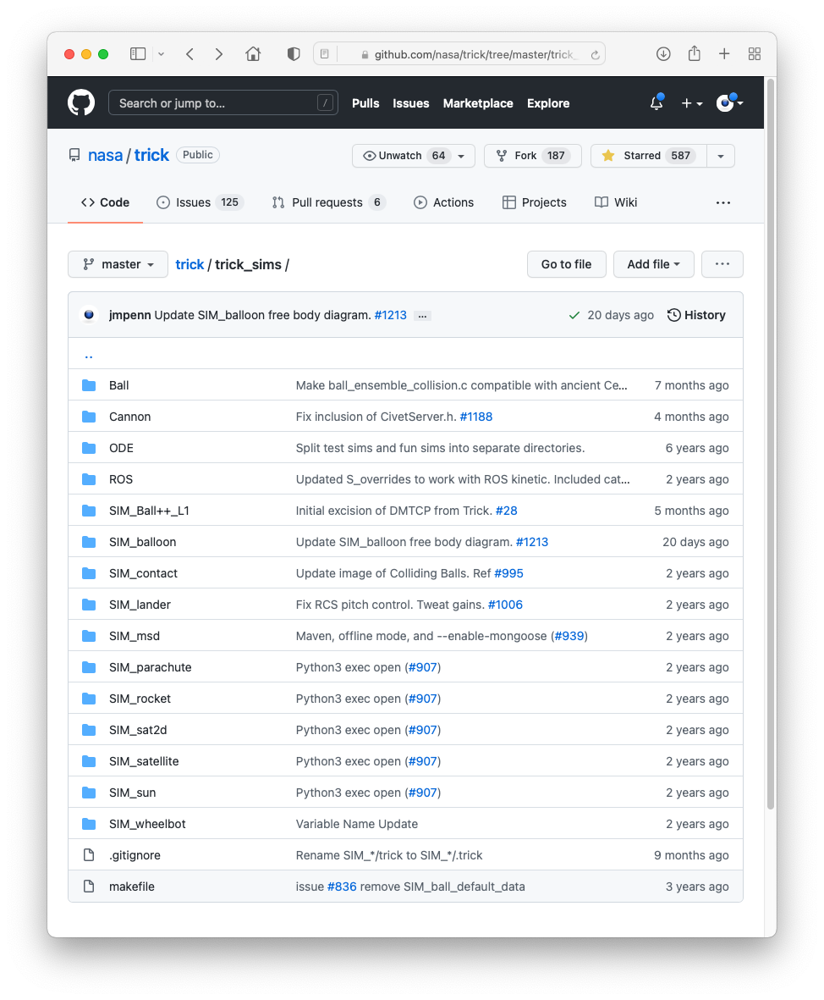 github.com/nasa/trick/tree/master/trick_
Search or jump to... /
Pulls Issues Marketplace Explore
nasa / trick Public
Unwatch 64 Fork 187 Starred 587
Code Issues 125 Pull requests 6 Actions Projects Wiki ...
master trick / trick_sims / Go to file Add file ...
jmpenn Update SIM_balloon free body diagram. #1213 ... 20 days ago History
..
Ball Make ball_ensemble_collision.c compatible with ancient Ce... 7 months ago
Cannon Fix inclusion of CivetServer.h. #1188 4 months ago
ODE Split test sims and fun sims into separate directories. 6 years ago
ROS Updated S_overrides to work with ROS kinetic. Included cat... 2 years ago
SIM_Ball++_L1 Initial excision of DMTCP from Trick. #28 5 months ago
SIM_balloon Update SIM_balloon free body diagram. #1213 20 days ago
SIM_contact Update image of Colliding Balls. Ref #995 2 years ago
SIM_lander Fix RCS pitch control. Tweat gains. #1006 2 years ago
SIM_msd Maven, offline mode, and --enable-mongoose (#939) 2 years ago
SIM_parachute Python3 exec open (#907) 2 years ago
SIM_rocket Python3 exec open (#907) 2 years ago
SIM_sat2d Python3 exec open (#907) 2 years ago
SIM_satellite Python3 exec open (#907) 2 years ago
SIM_sun Python3 exec open (#907) 2 years ago
SIM_wheelbot Variable Name Update 2 years ago
.gitignore Rename SIM_*/trick to SIM_*/.trick 9 months ago
makefile issue #836 remove SIM_ball_default_data 3 years ago